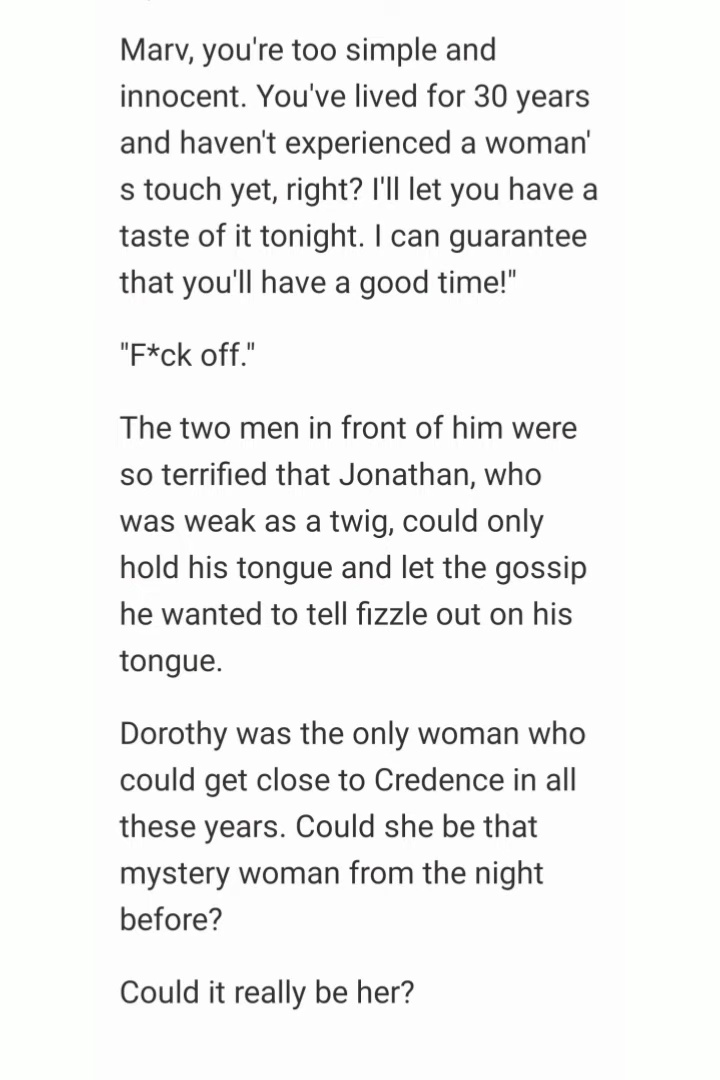 Marv, you're too simple and
innocent. You've lived for 30 years
and haven't experienced a woman'
s touch yet, right? I'll let you have a
taste of it tonight. I can guarantee
that you'll have a good time!"
"F*ck off."
The two men in front of him were
so terrified that Jonathan, who
was weak as a twig, could only
hold his tongue and let the gossip
he wanted to tell fizzle out on his
tongue.
Dorothy was the only woman who
could get close to Credence in all
these years. Could she be that
mystery woman from the night
before?
Could it really be her?